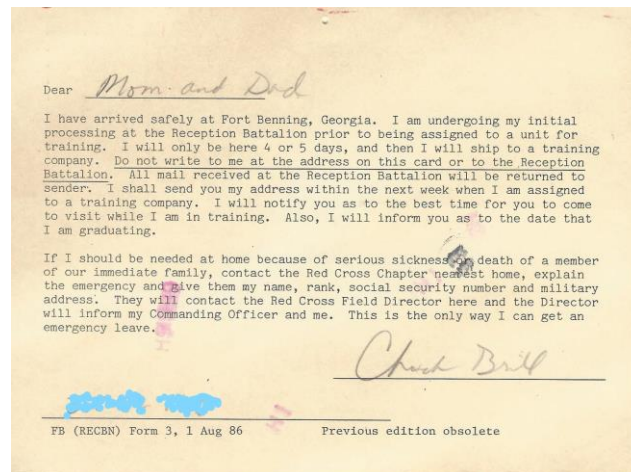 Dear Mom and Dad
I have arrived safely at Fort Benning, Georgia. I am undergoing my initial
processing at the Reception Battalion prior to being assigned to a unit for
training. I will only be here 4 or 5 days, and then I will ship to a training
company. Do not write to me at the address on this card or to the Reception
Battalion. All mail received at the Reception Battalion will be returned to
sender. I shall send you my address within the next week when I am assigned
to a training company. I will notify you as to the best time for you to come
to visit while I am in training. Also, I will inform you as to the date that
I am graduating.
If I should be needed at home because of serious sickness or death of a member
of our immediate family, contact the Red Cross Chapter nearest home, explain
the emergency and give them my name, rank, social security number and military
address. They will contact the Red Cross Field Director here and the Director
will inform my Commanding Officer and me. This is the only way I can get an
emergency leave.
Chuck Brill
FB (RECBN) Form 3, 1 Aug 86 Previous edition obsolete